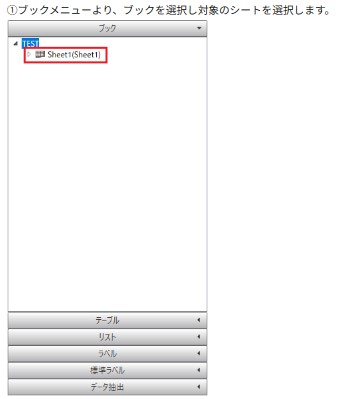 ①ブックメニューより、ブックを選択し対象のシートを選択します。
ブック
TEST
Sheet1(Sheet1)
テーブル
リスト
ラベル
標準ラベル
データ抽出